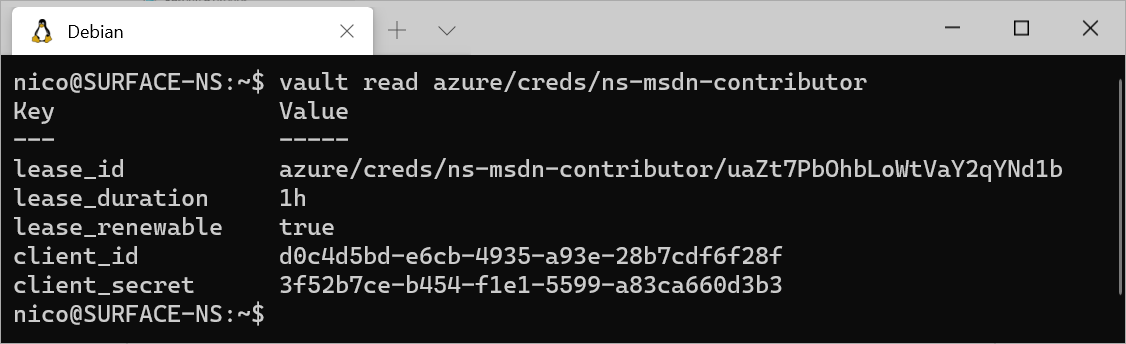 Debian
nico@SURFACE-NS:~$ vault read azure/creds/ns-msdn-contributor
Key Value
--- -----
lease_id azure/creds/ns-msdn-contributor/uaZt7PbOhbLoWtVaY2qYNd1b
lease_duration 1h
lease_renewable true
client_id d0c4d5bd-e6cb-4935-a93e-28b7cdf6f28f
client_secret 3f52b7ce-b454-f1e1-5599-a83ca660d3b3
nico@SURFACE-NS:~$